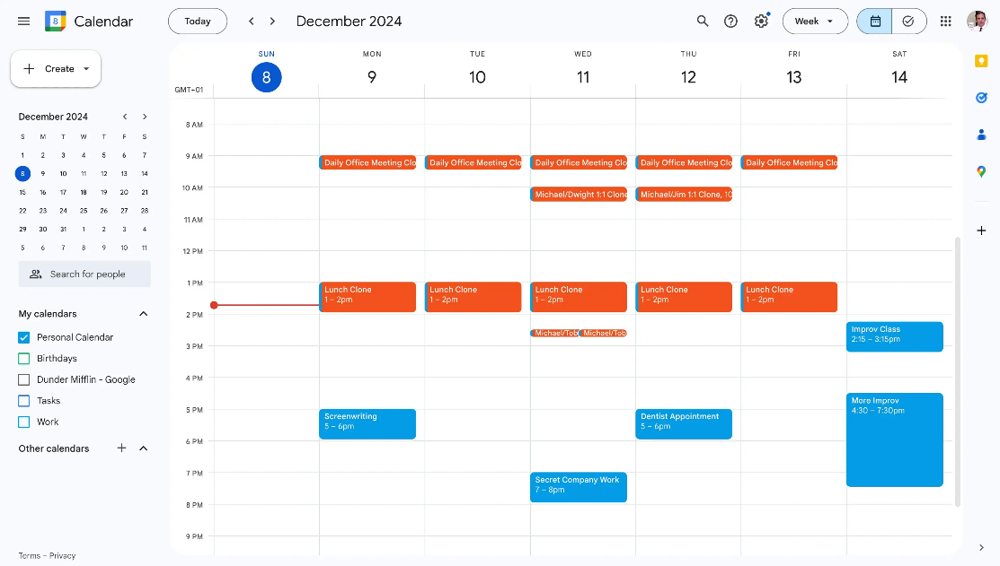 8 Calendar
Today
December 2024
Week
Create
December 2024
S M T W T F S
1 2 3 4 5 6 7
8 9 10 11 12 13 14
15 16 17 18 19 20 21
22 23 24 25 26 27 28
29 30 31 1 2 3 4
5 6 7 8 9 10 11
Search for people
My calendars
Personal Calendar
Birthdays
Dunder Mifflin - Google
Tasks
Work
Other calendars
Terms – Privacy
SUN MON TUE WED THU FRI SAT
8 9 10 11 12 13 14
GMT+01
8 AM
9 AM
Daily Office Meeting Clo Daily Office Meeting Clo Daily Office Meeting Clo Daily Office Meeting Clo Daily Office Meeting Clo
10 AM
Michael/Dwight 1:1 Clone Michael/Jim 1:1 Clone, 10
11 AM
12 PM
1 PM
Lunch Clone Lunch Clone Lunch Clone Lunch Clone Lunch Clone
1 – 2pm 1 – 2pm 1 – 2pm 1 – 2pm 1 – 2pm
2 PM
Improv Class
2:15 – 3:15pm
Michael/Tob Michael/Tob
3 PM
4 PM
More Improv
4:30 – 7:30pm
5 PM
Screenwriting Dentist Appointment
5 – 6pm 5 – 6pm
6 PM
7 PM
Secret Company Work
7 – 8pm
8 PM
9 PM